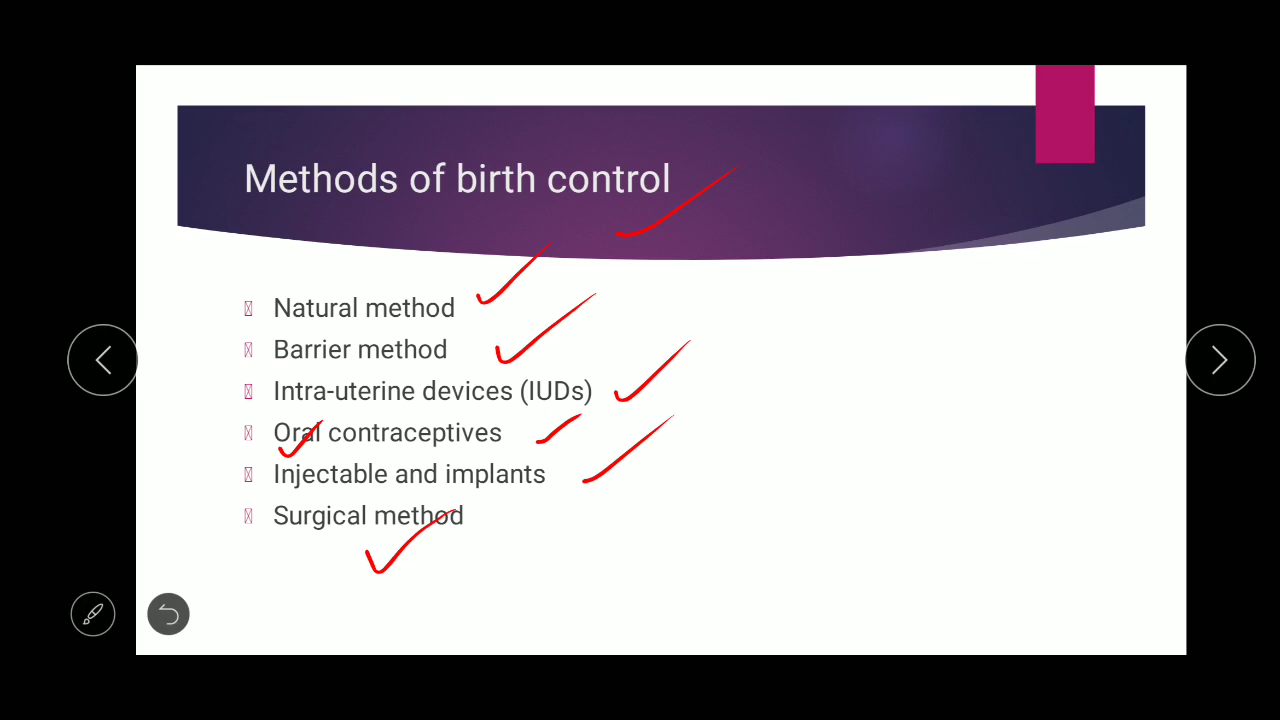 Methods of birth control
Natural method
Barrier method
Intra-uterine devices (IUDs)
Oral contraceptives
Injectable and implants
Surgical method